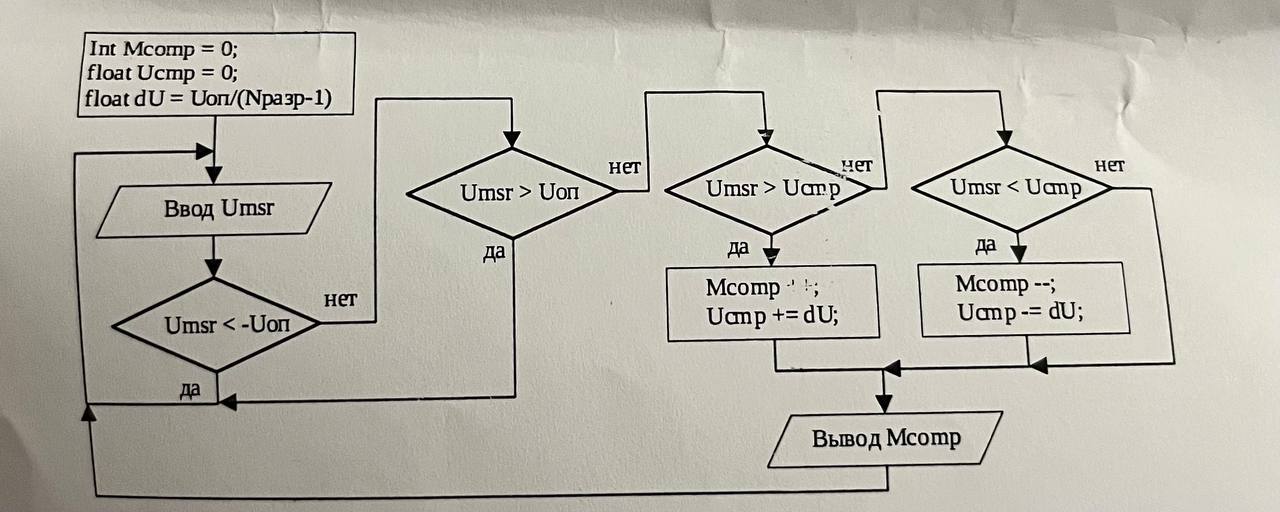 Int Mcomp = 0;
float Ucmp = 0;
float dU = Uоп/(Nразр-1)
Ввод Umsr
Umsr < -Uоп
нет
да
Umsr > Uоп
нет
да
Umsr > Ucmp
нет
да
Mcomp ++;
Ucmp += dU;
Umsr < Ucmp
нет
да
Mcomp --;
Ucmp -= dU;
Вывод Mcomp